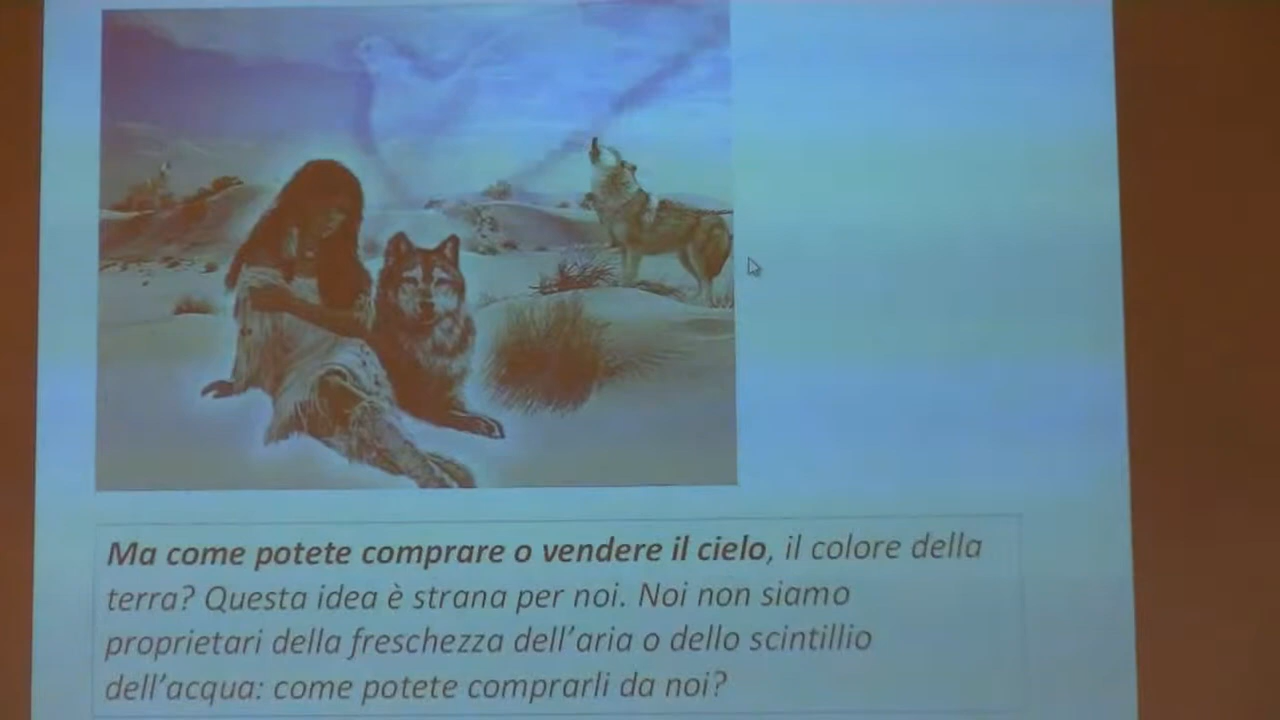 Ma come potete comprare o vendere il cielo, il colore della
terra? Questa idea è strana per noi. Noi non siamo
proprietari della freschezza dell'aria o dello scintillio
dell'acqua: come potete comprarli da noi?